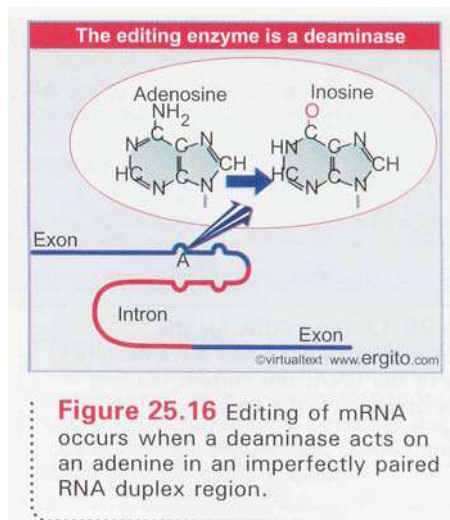 The editing enzyme is a deaminase
Adenosine
NH2
N
C
C
N
HC
N
C
N
CH
Inosine
O
HN
C
C
N
HC
N
C
N
CH
Exon
A
Intron
Exon
©virtualtext www.ergito.com
Figure 25.16 Editing of mRNA
occurs when a deaminase acts on
an adenine in an imperfectly paired
RNA duplex region.